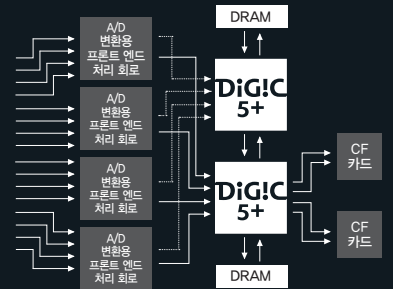 A/D
변환용
프론트 엔드
처리 회로
A/D
변환용
프론트 엔드
처리 회로
A/D
변환용
프론트 엔드
처리 회로
A/D
변환용
프론트 엔드
처리 회로
DRAM
DiG!C
5+
DiG!C
5+
DRAM
CF
카드
CF
카드